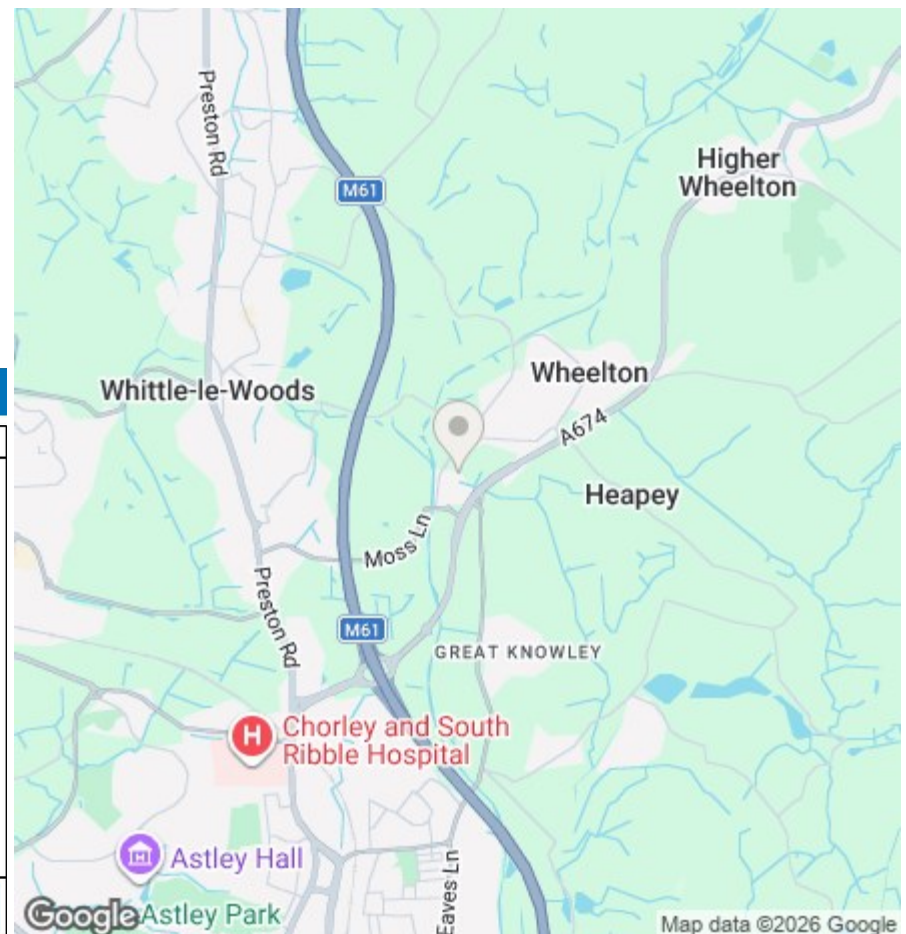 Preston Rd
M61
Higher
Wheelton
Wheelton
Whittle-le-Woods
A674
Heapey
Moss Ln
Preston Rd
M61
GREAT KNOWLEY
H
Chorley and South
Ribble Hospital
Astley Hall
Eaves Ln
Google
Astley Park
Map data ©2026 Google